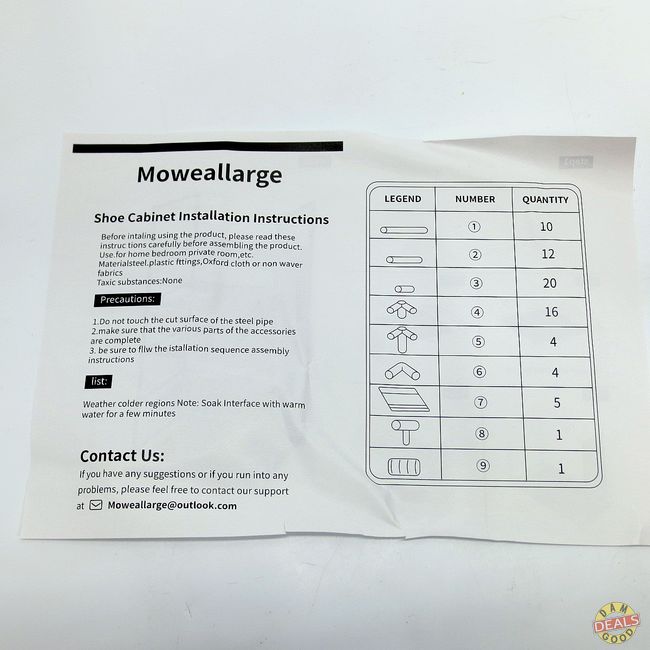 Moweallarge
Shoe Cabinet Installation Instructions
Before intaling using the product, please read these
instruc tions carefully before assembling the product.
Use.for home bedroom private room,etc.
Materialsteel.plastic fttings,Oxford cloth or non waver
fabrics
Taxic substances:None
Precautions:
1.Do not touch the cut surface of the steel pipe
2.make sure that the various parts of the accessories
are complete
3. be sure to fllw the istallation sequence assembly
instructions
list:
Weather colder regions Note: Soak Interface with warm
water for a few minutes
Contact Us:
If you have any suggestions or if you run into any
problems, please feel free to contact our support
at Moweallarge@outlook.com
LEGEND NUMBER QUANTITY
① 10
② 12
③ 20
④ 16
⑤ 4
⑥ 4
⑦ 5
⑧ 1
⑨ 1
DAM
DEALS
GOOD